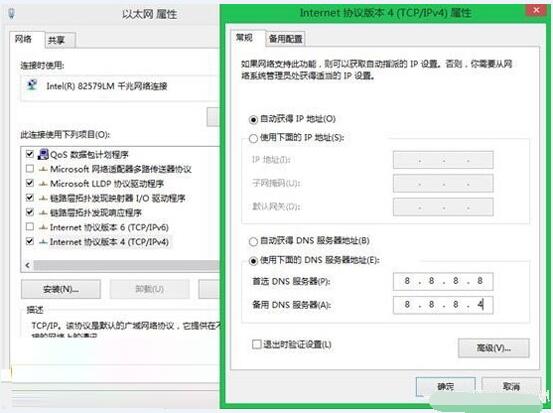 以太网 属性
网络
共享
连接时使用:
Intel(R) 82579LM 千兆网络连接
此连接使用下列项目(O):
QoS 数据包计划程序
Microsoft 网络适配器多路传送器协议
Microsoft LLDP 协议驱动程序
链路层拓扑发现映射器 I/O 驱动程序
链路层拓扑发现响应程序
Internet 协议版本 6 (TCP/IPv6)
Internet 协议版本 4 (TCP/IPv4)
安装(N)...
卸载(U)
描述
TCP/IP。该协议是默认的广域网络协议，它提供在不
Internet 协议版本 4 (TCP/IPv4) 属性
常规
备用配置
如果网络支持此功能，则可以获取自动指派的 IP 设置。否则，你需要从网
络系统管理员处获得适当的 IP 设置。
自动获得 IP 地址(O)
使用下面的 IP 地址(S):
IP 地址(I):
子网掩码(U):
默认网关(D):
自动获得 DNS 服务器地址(B)
使用下面的 DNS 服务器地址(E):
首选 DNS 服务器(P):
8 . 8 . 8 . 8
备用 DNS 服务器(A):
8 . 8 . 8 . 4
退出时验证设置(L)
高级(V)...
确定
取消